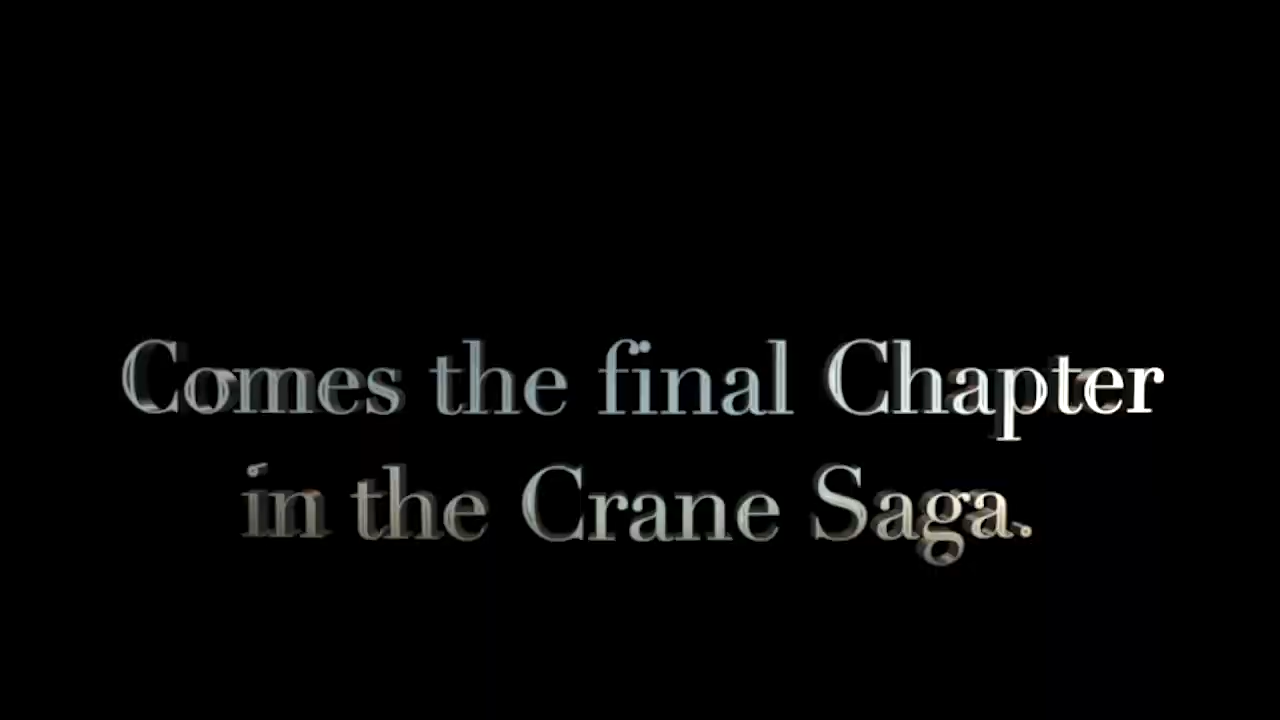 Comes the final Chapter
in the Crane Saga.